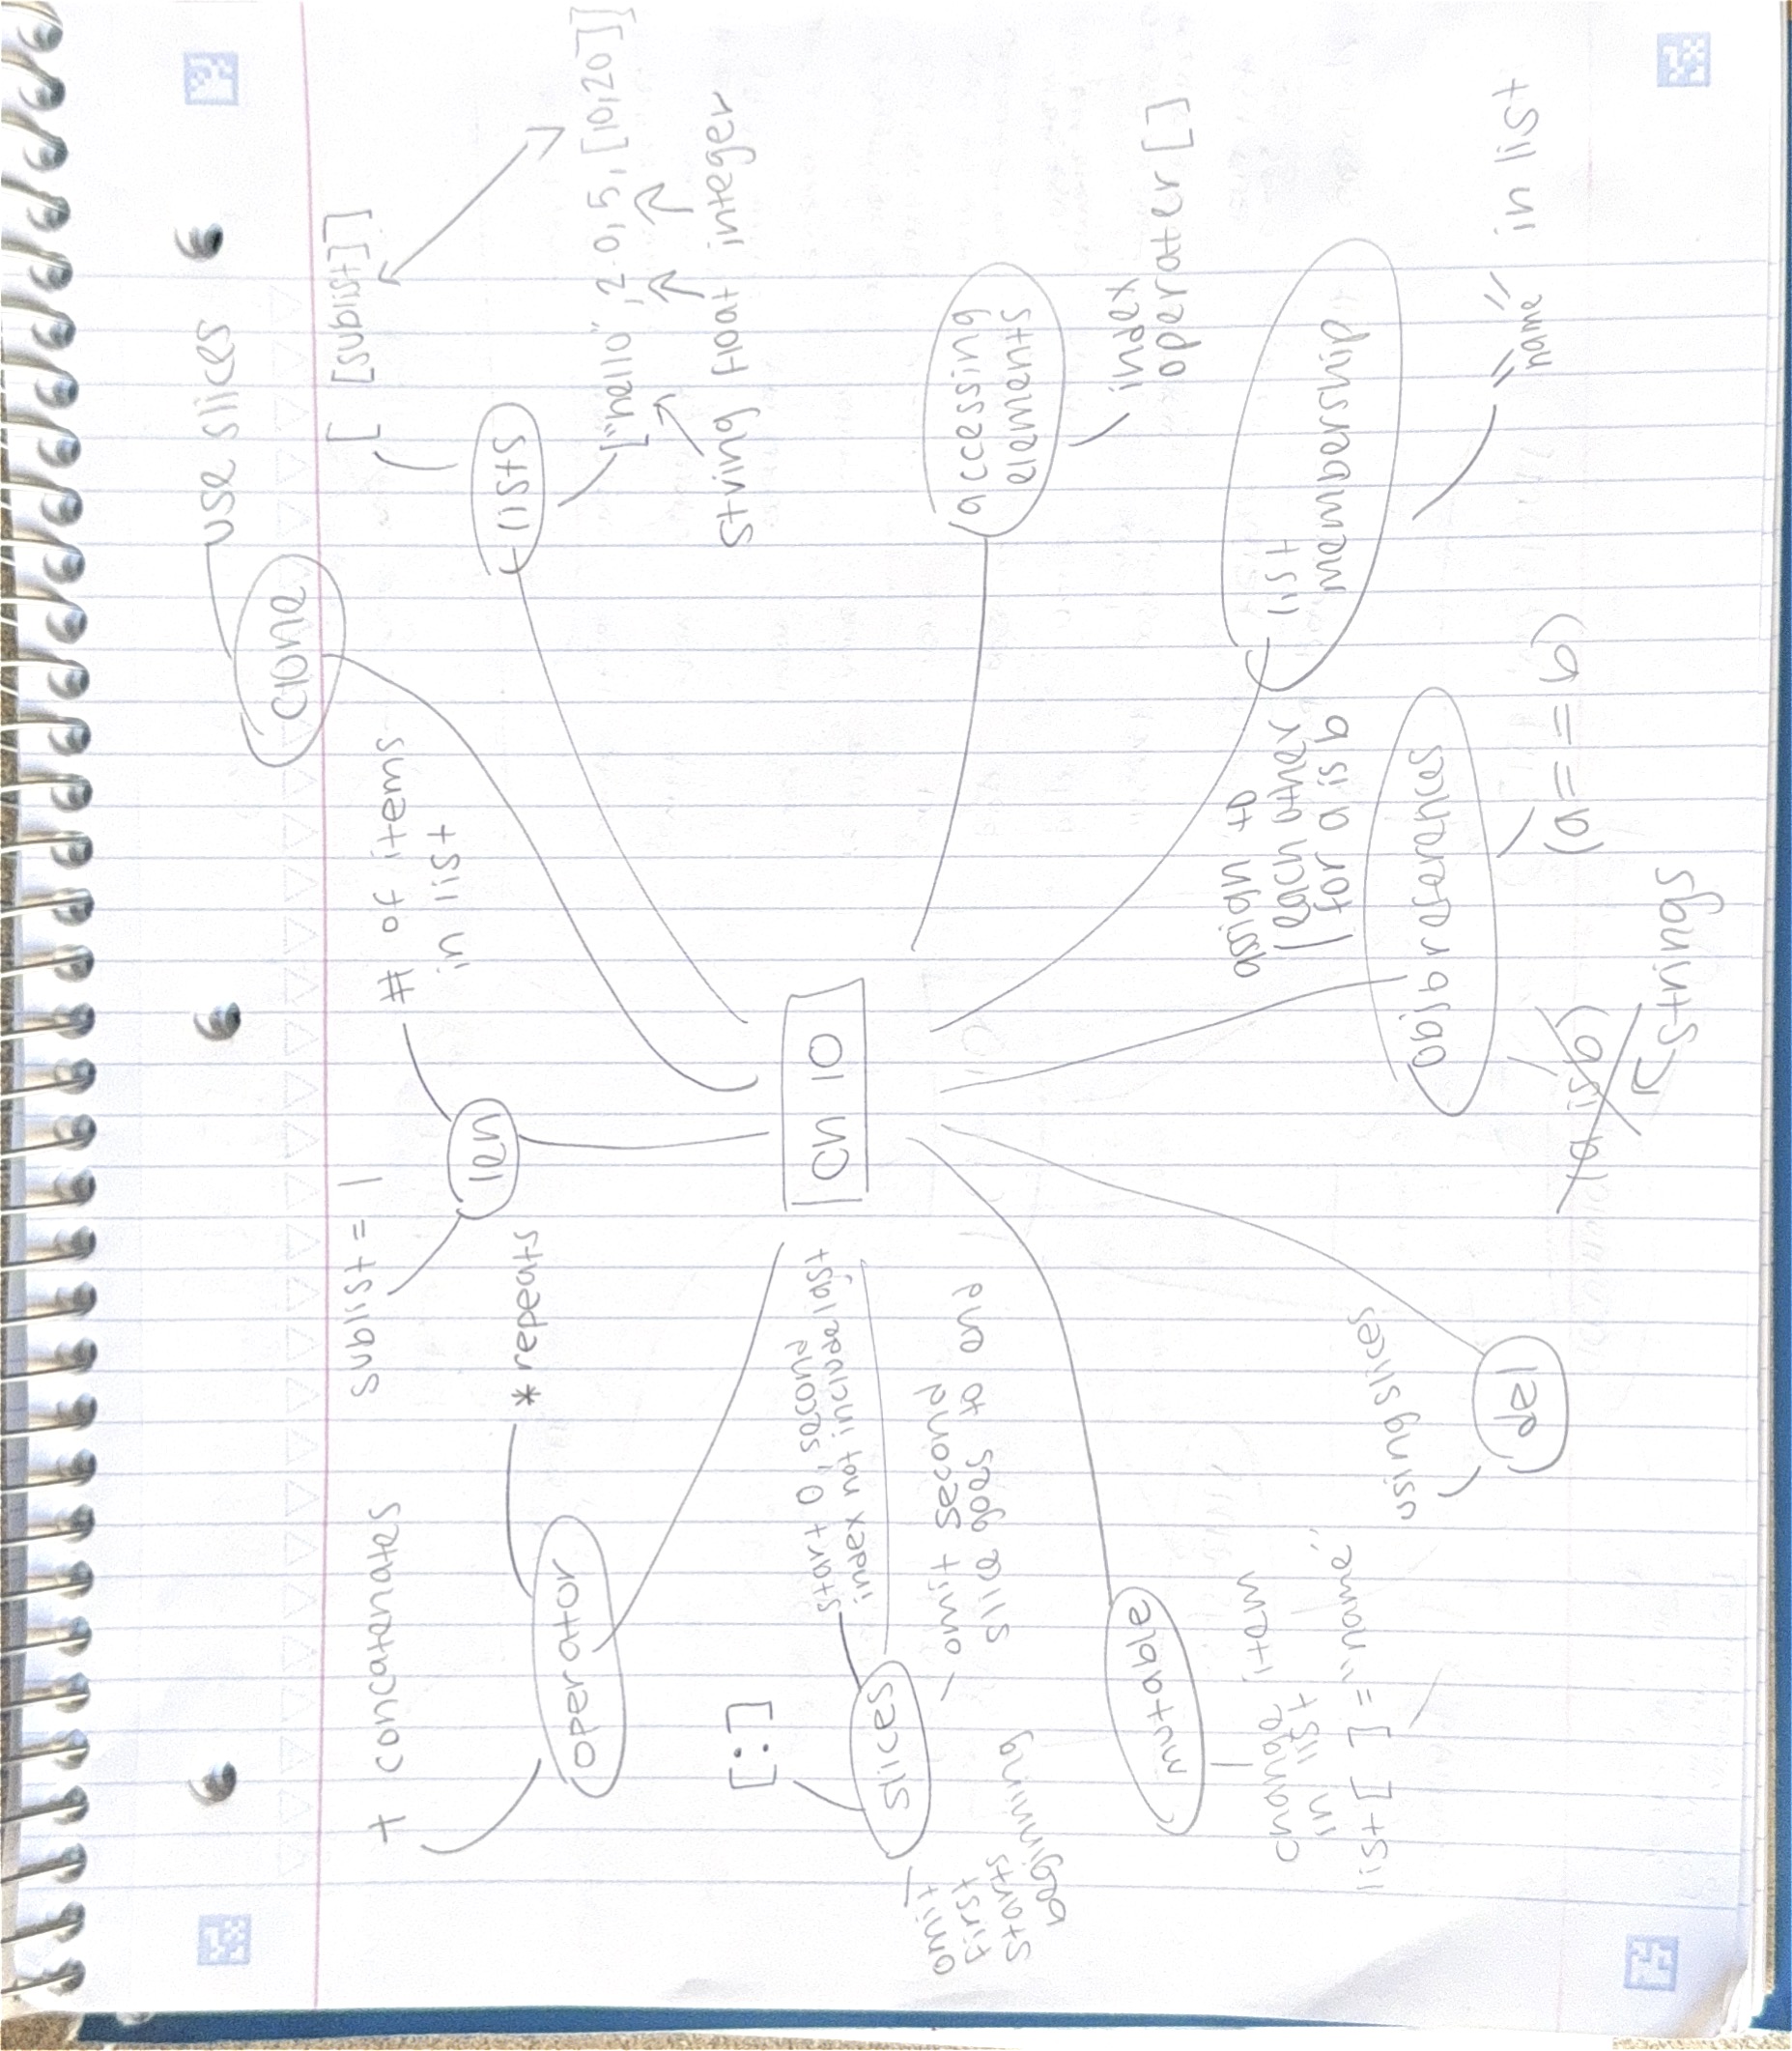 use slices
clone
[ [sublist] ]
lists
["hello", 2.0, 5, [10,20]]
string float integer
# of items
in list
len
sublist = 1
+ concatenates
* repeats
operator
Ch 10
accessing
elements
index
operater [ ]
list
membership
"name" in list
assign to
each other
for a is b
obj references
(a == b)
(a is b)
strings
[:]
start 0, second
index not include last
slices
omit second
slice goes to end
omit
first
starts
beginning
mutable
change item
in list
list[ ] = "name"
using slices
del